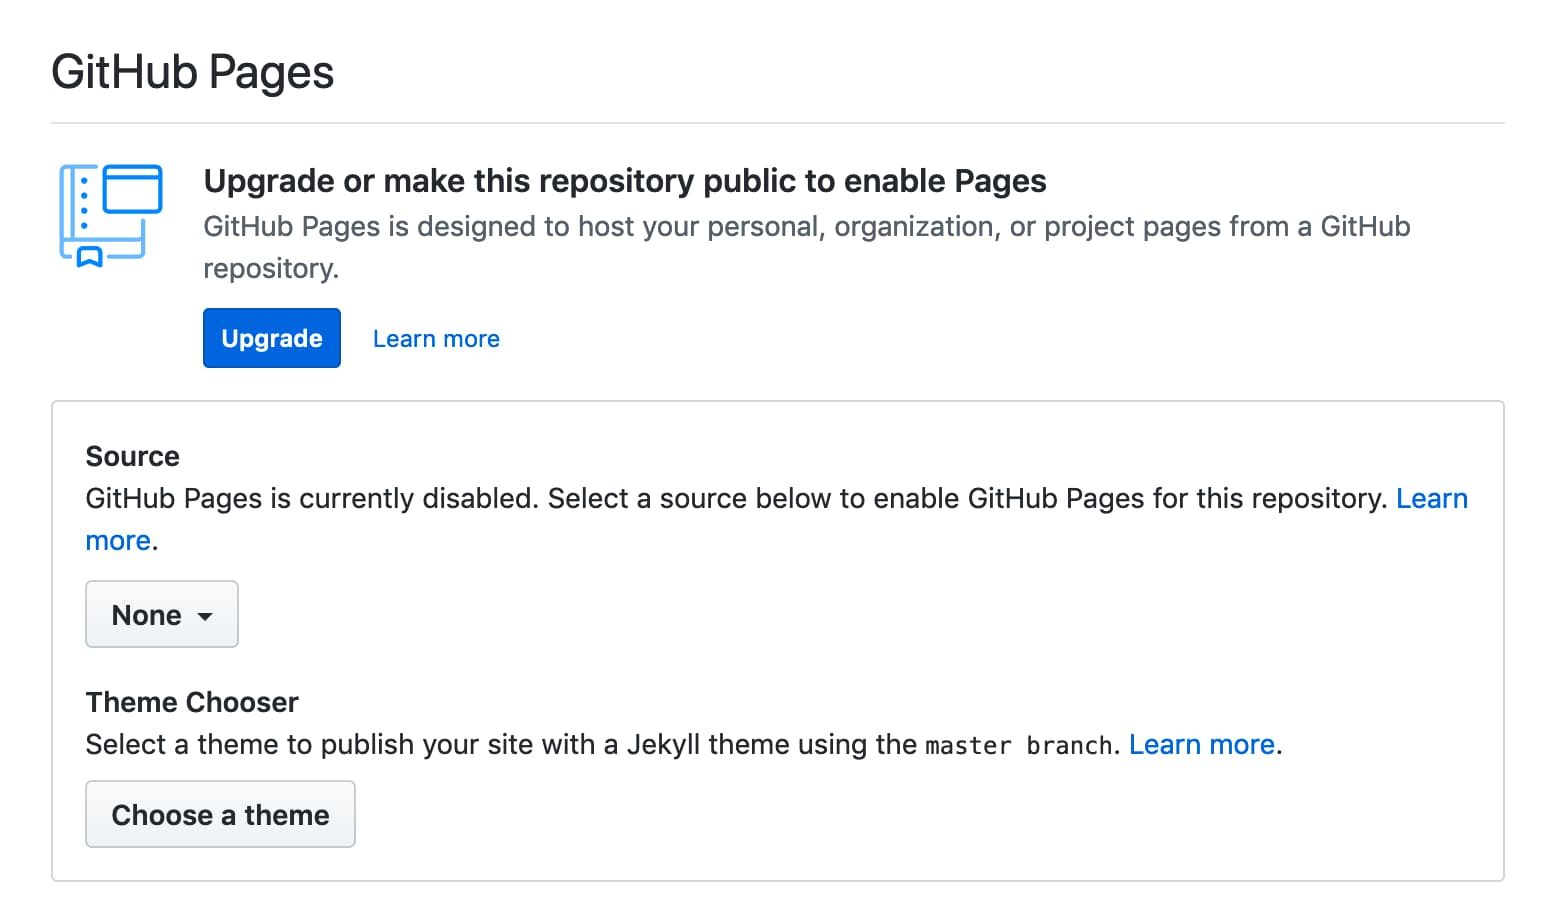 GitHub Pages
Upgrade or make this repository public to enable Pages
GitHub Pages is designed to host your personal, organization, or project pages from a GitHub
repository.
Upgrade
Learn more
Source
GitHub Pages is currently disabled. Select a source below to enable GitHub Pages for this repository. Learn
more.
None
Theme Chooser
Select a theme to publish your site with a Jekyll theme using the master branch. Learn more.
Choose a theme